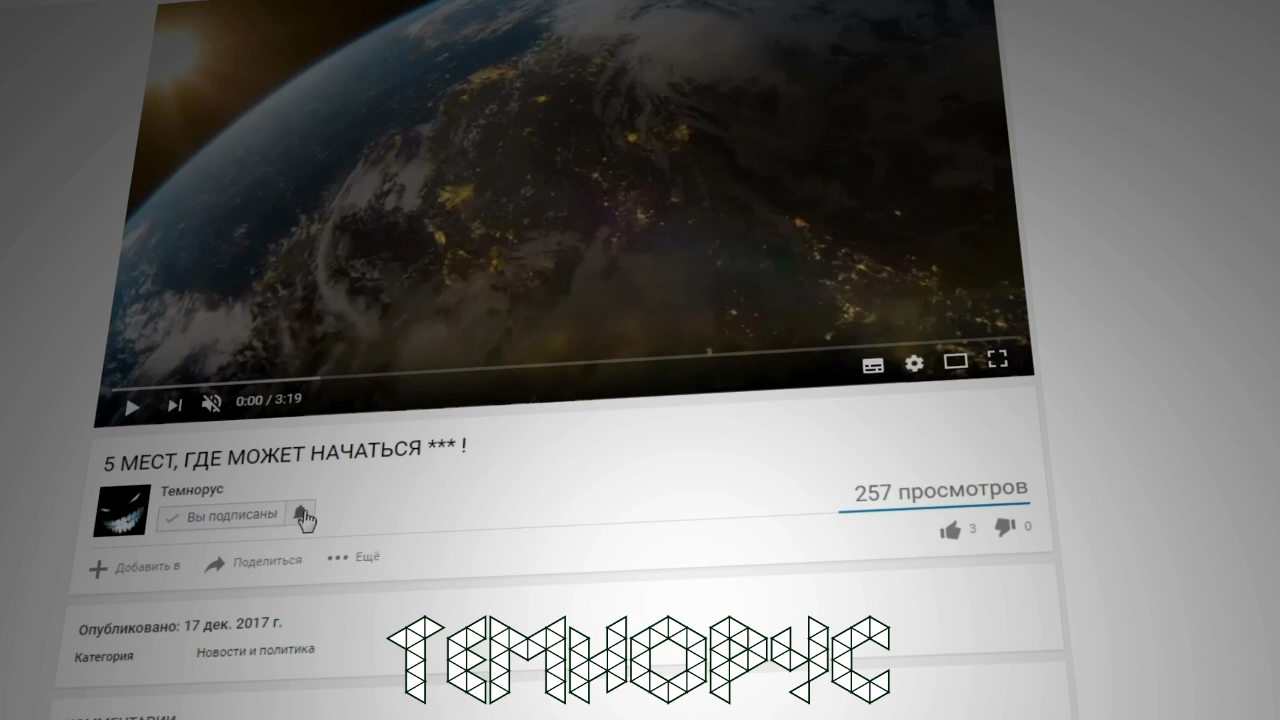 0:00 / 3:19
5 МЕСТ, ГДЕ МОЖЕТ НАЧАТЬСЯ *** !
Темнорус
Вы подписаны
257 просмотров
3 0
Добавить в Поделиться Ещё
Опубликовано: 17 дек. 2017 г.
Категория Новости и политика
КОММЕНТАРИИ
ТЕМНОРУС